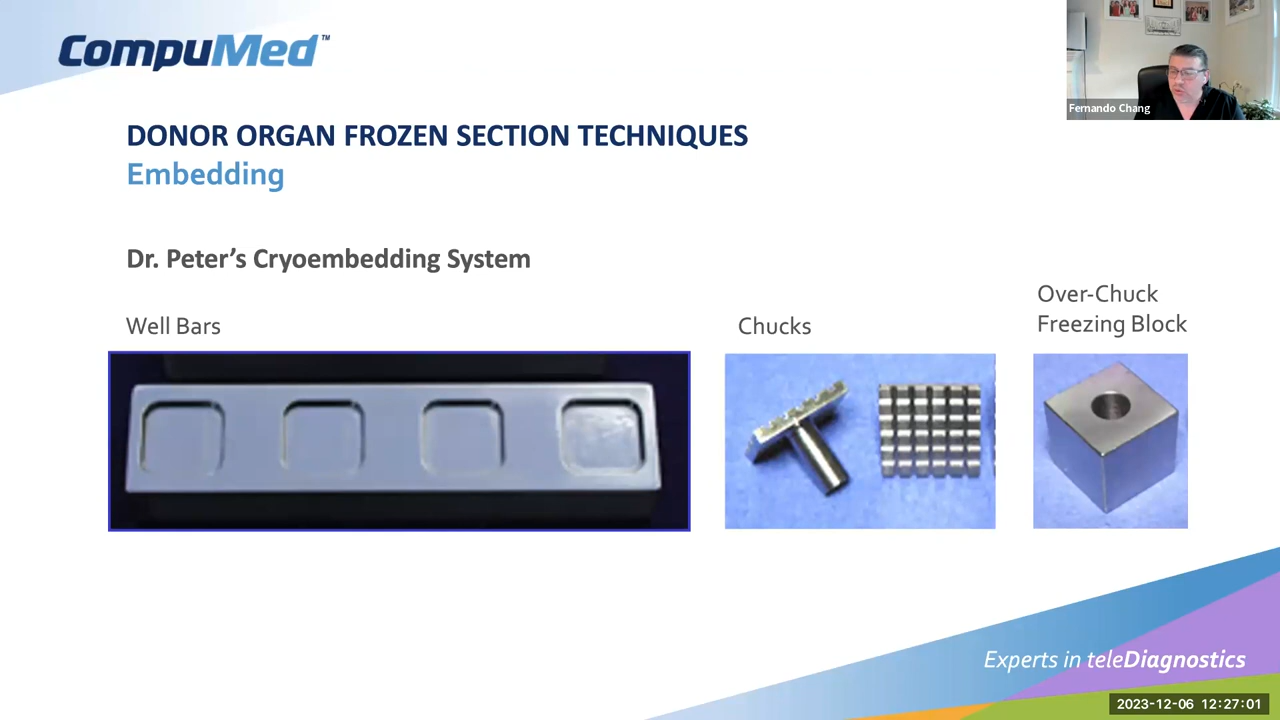 CompuMed™
Fernando Chang
DONOR ORGAN FROZEN SECTION TECHNIQUES
Embedding
Dr. Peter’s Cryoembedding System
Well Bars
Chucks
Over-Chuck
Freezing Block
Experts in teleDiagnostics
2023-12-06 12:27:01